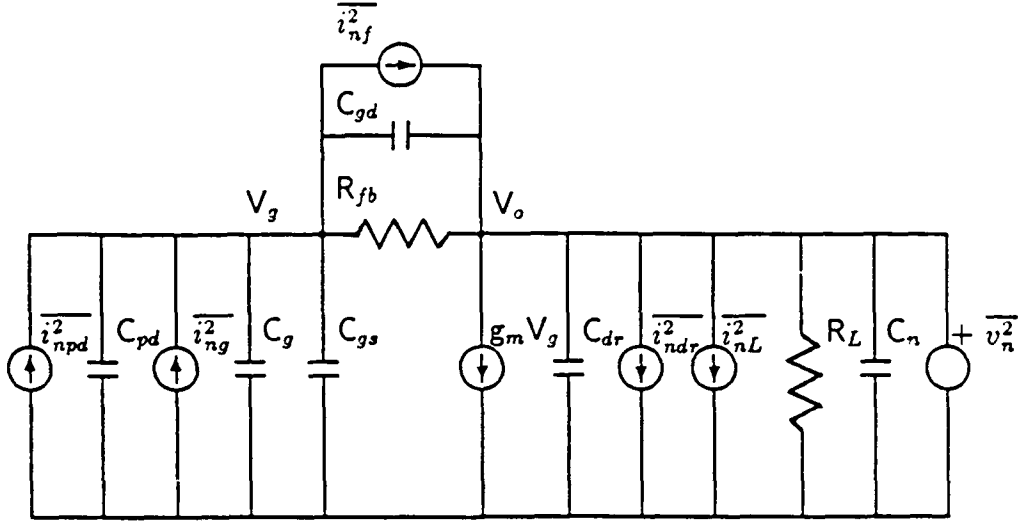 i²nf
Cgd
Rfb
Vg
Vo
i²npd
Cpd
i²ng
Cg
Cgs
gmVg
Cdr
i²ndr
i²nL
RL
Cn
+
v²n